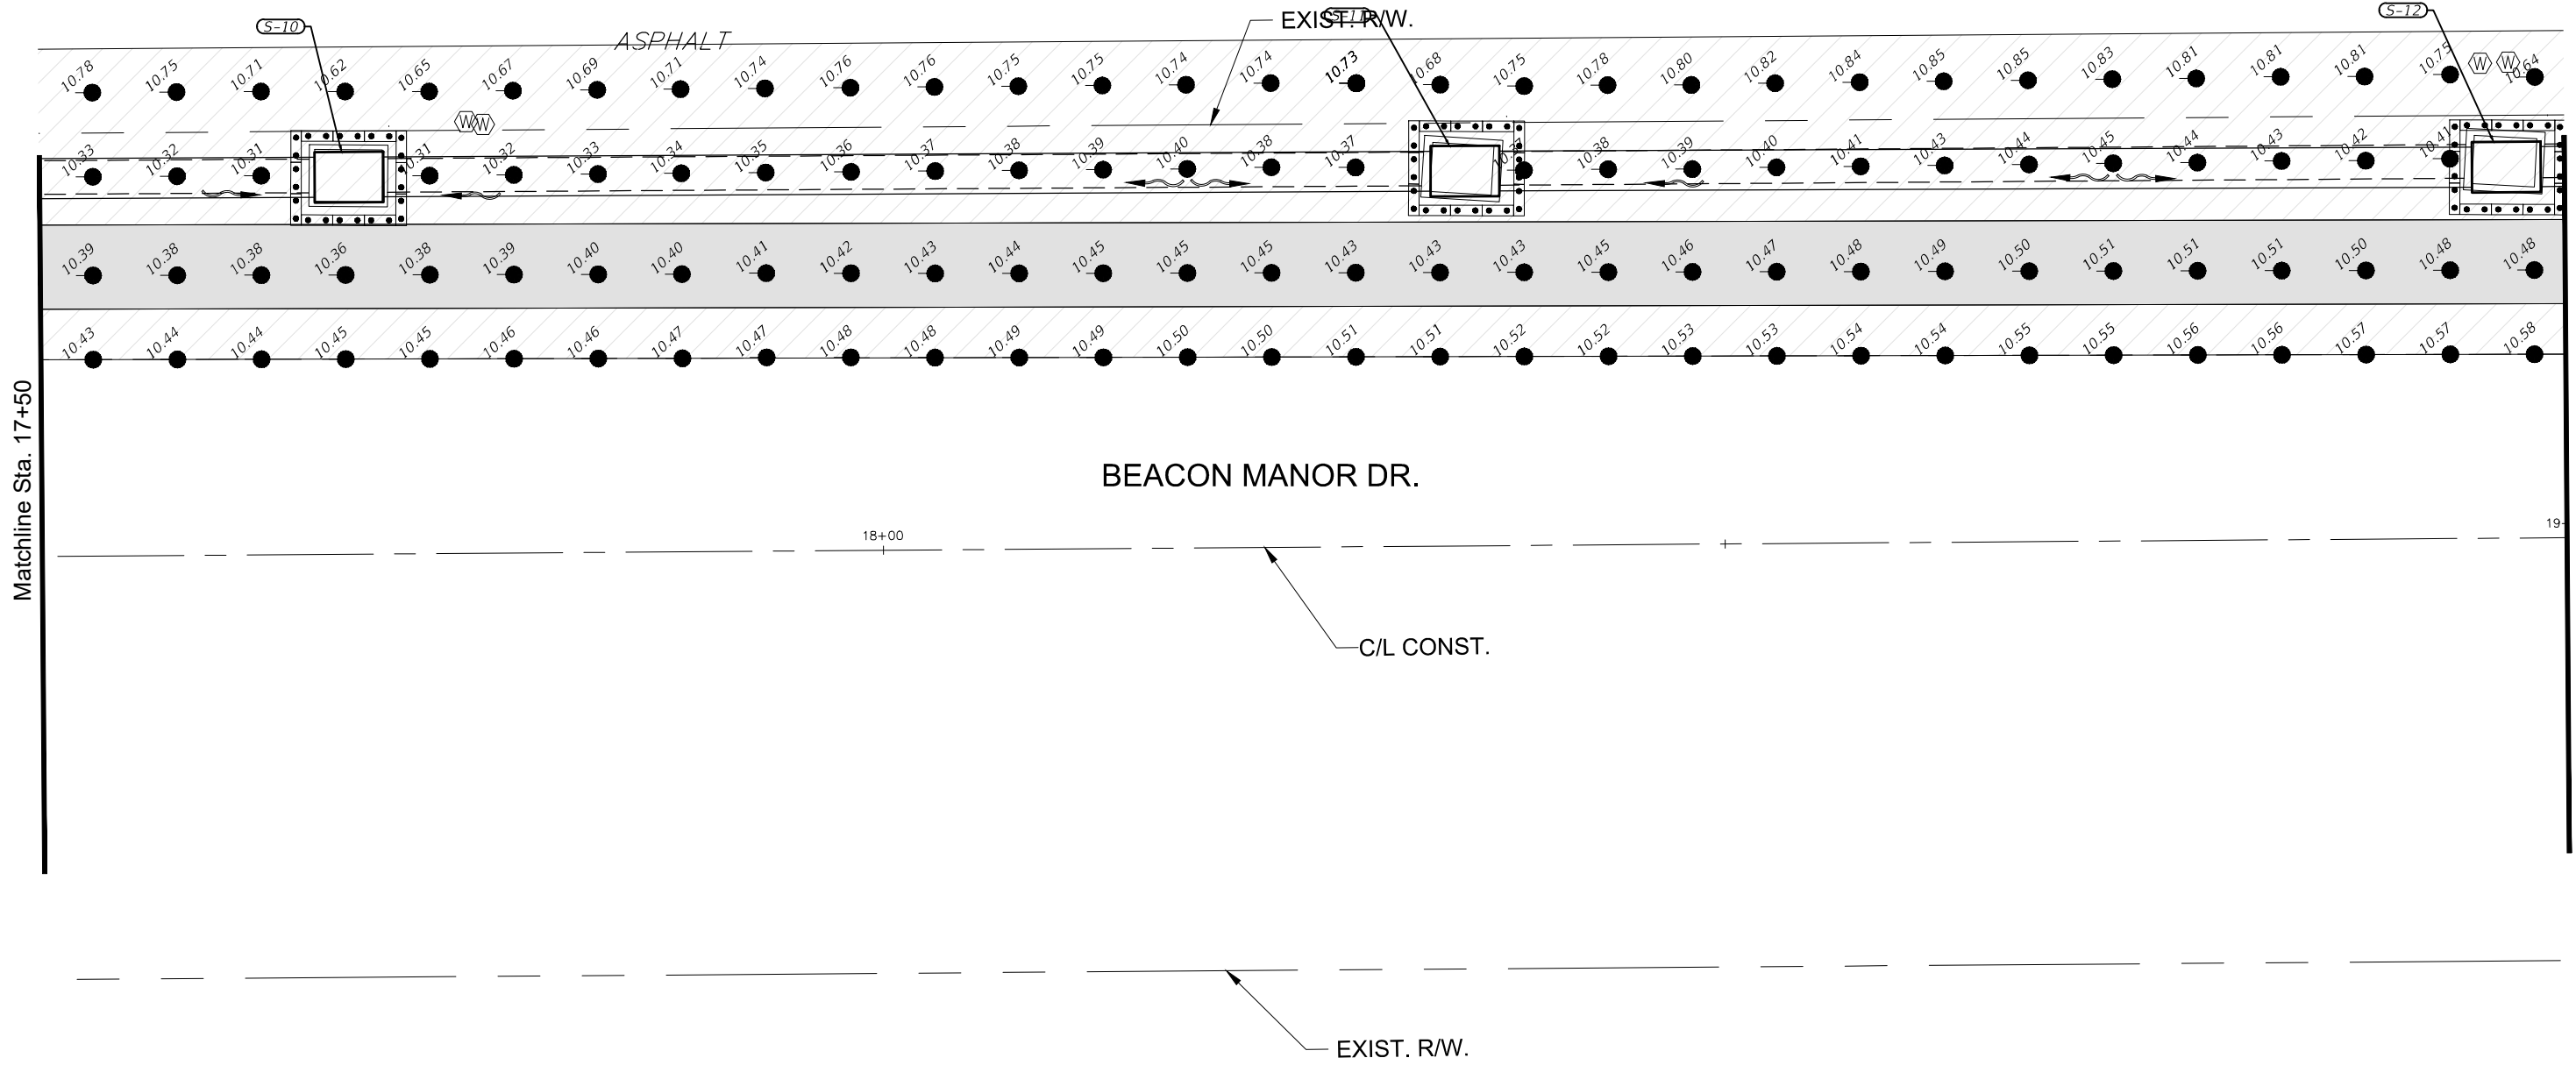 S-10
ASPHALT
EXIST. R/W.
S-11
S-12
10.78 10.75 10.71 10.62 10.65 10.67 10.69 10.71 10.74 10.76 10.76 10.75 10.75 10.74 10.74 10.73 10.68 10.75 10.78 10.80 10.82 10.84 10.85 10.85 10.83 10.81 10.81 10.81 10.75 10.64
W W W W
10.33 10.32 10.31 10.31 10.32 10.33 10.34 10.35 10.36 10.37 10.38 10.39 10.40 10.38 10.37 10.37 10.38 10.39 10.40 10.41 10.43 10.44 10.45 10.44 10.43 10.42 10.41
10.39 10.38 10.38 10.36 10.38 10.39 10.40 10.40 10.41 10.42 10.43 10.44 10.45 10.45 10.45 10.43 10.43 10.43 10.45 10.46 10.47 10.48 10.49 10.50 10.51 10.51 10.51 10.50 10.48 10.48
10.43 10.44 10.44 10.45 10.45 10.46 10.46 10.47 10.47 10.48 10.48 10.49 10.49 10.50 10.50 10.51 10.51 10.52 10.52 10.53 10.53 10.54 10.54 10.55 10.55 10.56 10.56 10.57 10.57 10.58
Matchline Sta. 17+50
BEACON MANOR DR.
18+00
19
C/L CONST.
EXIST. R/W.